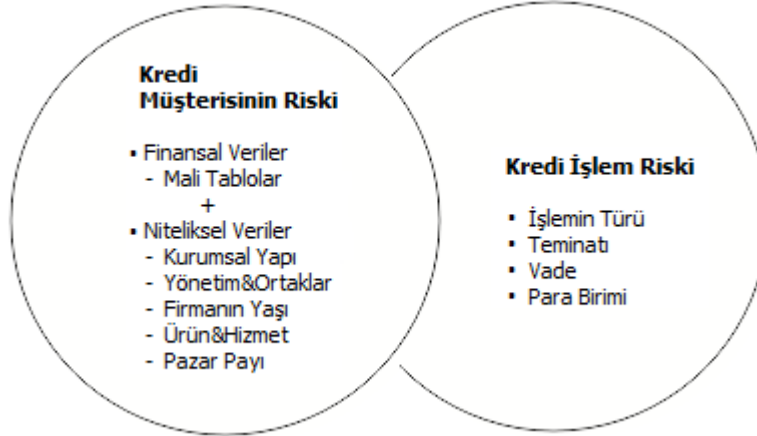 Kredi
Müşterisinin Riski
▪ Finansal Veriler
- Mali Tablolar
+
▪ Niteliksel Veriler
- Kurumsal Yapı
- Yönetim&Ortaklar
- Firmanın Yaşı
- Ürün&Hizmet
- Pazar Payı
Kredi İşlem Riski
▪ İşlemin Türü
▪ Teminatı
▪ Vade
▪ Para Birimi